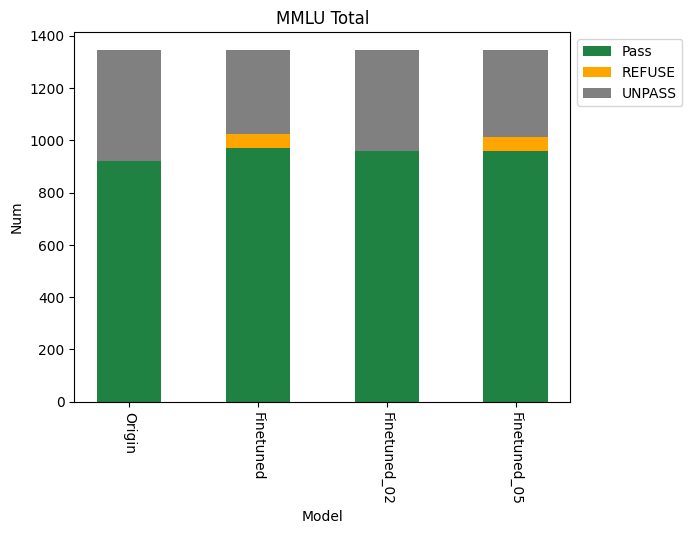 MMLU Total
1400
1200
1000
800
600
400
200
0
Num
Origin
Finetuned
Finetuned_02
Finetuned_05
Model
Pass
REFUSE
UNPASS